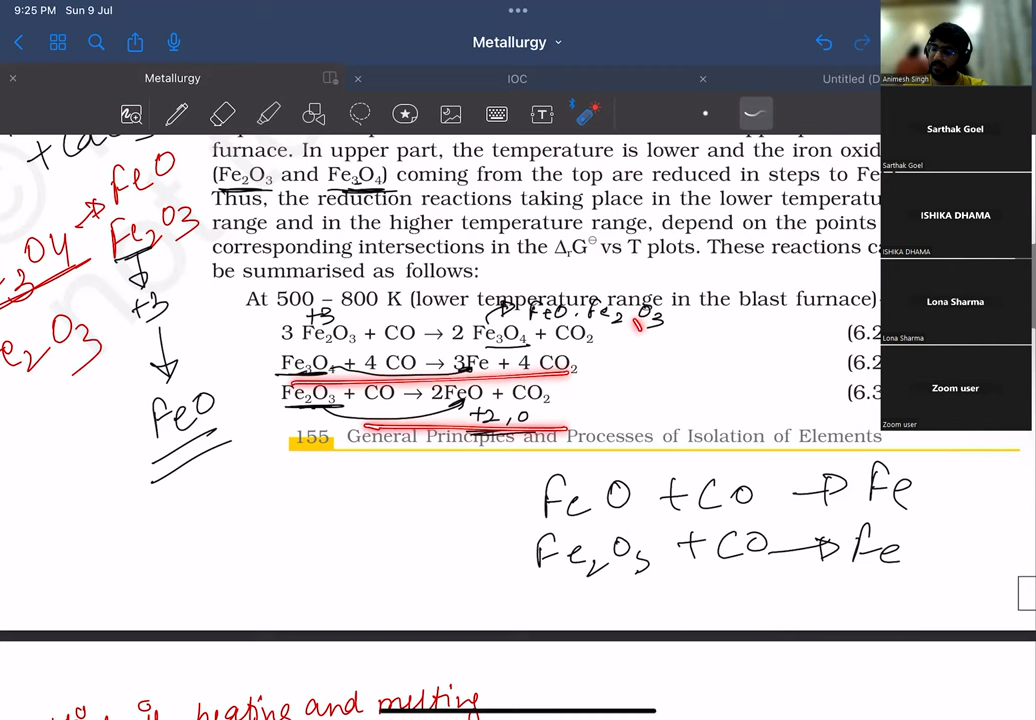 9:25 PM Sun 9 Jul
Metallurgy
Metallurgy
IOC
Untitled (D
Animesh Singh
Sarthak Goel
Sarthak Goel
ISHIKA DHAMA
ISHIKA DHAMA
Lona Sharma
Lona Sharma
Zoom user
Zoom user
furnace. In upper part, the temperature is lower and the iron oxid
(Fe₂O₃ and Fe₃O₄) coming from the top are reduced in steps to Fe
Thus, the reduction reactions taking place in the lower temperatu
range and in the higher temperature range, depend on the points
corresponding intersections in the ΔᵣG⊖ vs T plots. These reactions c
be summarised as follows:
At 500 – 800 K (lower temperature range in the blast furnace)
+3
FeO.Fe₂O₃
3 Fe₂O₃ + CO → 2 Fe₃O₄ + CO₂ (6.2
Fe₃O₄ + 4 CO → 3Fe + 4 CO₂ (6.2
Fe₂O₃ + CO → 2FeO + CO₂ (6.3
+2,0
155 General Principles and Processes of Isolation of Elements
FeO
Fe₂O₃
O4
3
+3
e₂O₃
FeO
FeO + CO → Fe
Fe₂O₃ + CO → Fe
heating and melting